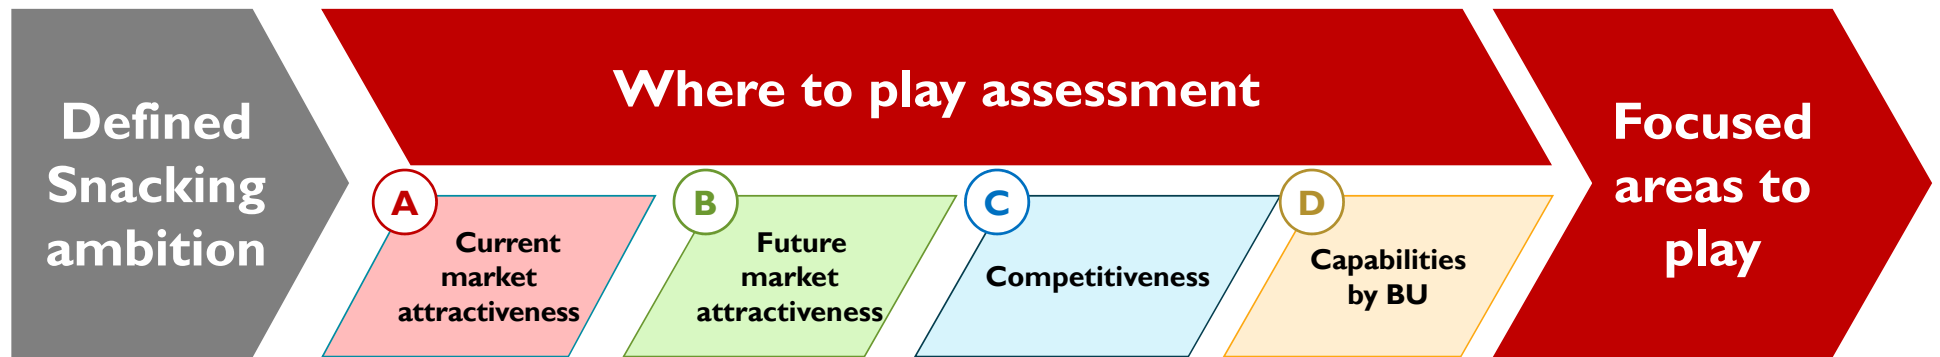 Defined
Snacking
ambition
Where to play assessment
A
Current
market
attractiveness
B
Future
market
attractiveness
C
Competitiveness
D
Capabilities
by BU
Focused
areas to
play